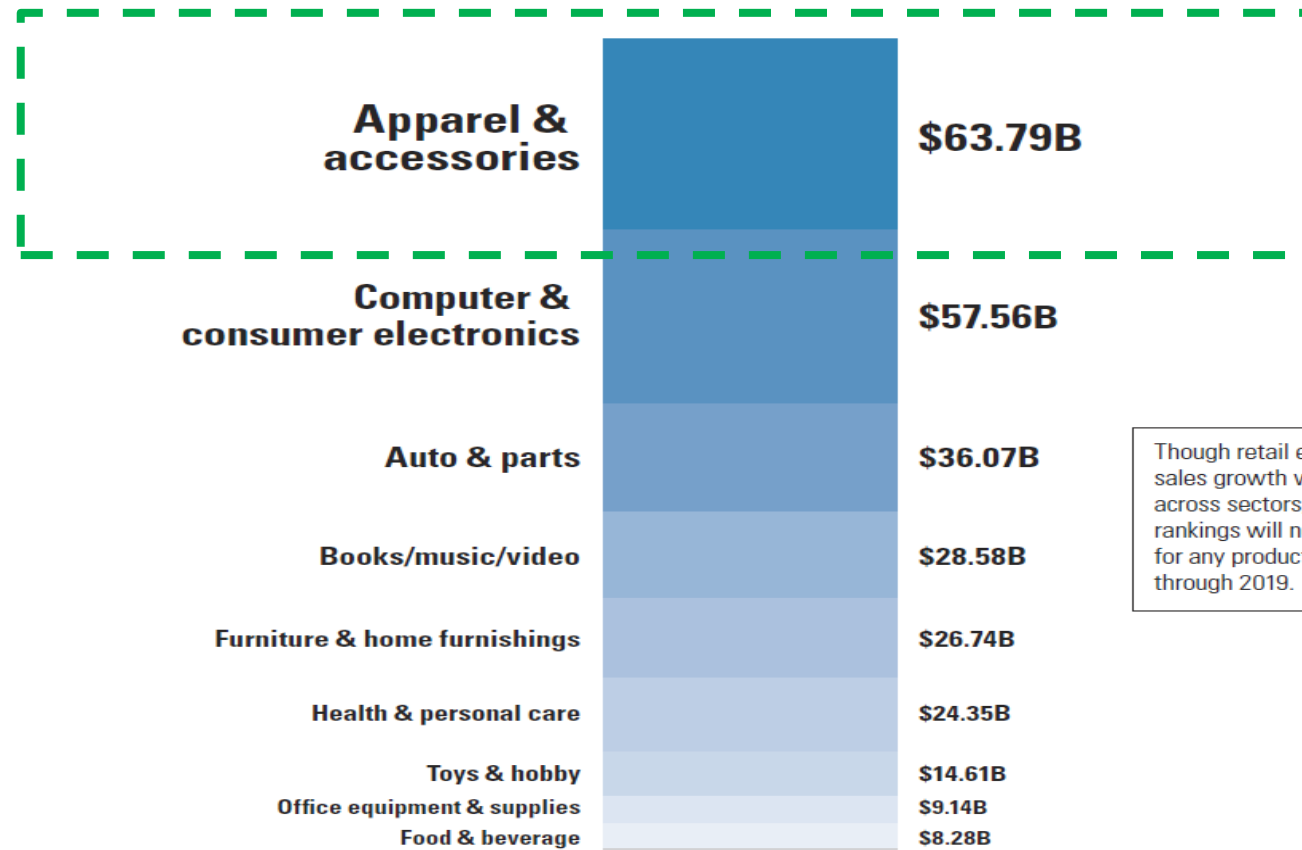 Apparel &
accessories
$63.79B
Computer &
consumer electronics
$57.56B
Auto & parts
$36.07B
Books/music/video
$28.58B
Furniture & home furnishings
$26.74B
Health & personal care
$24.35B
Toys & hobby
$14.61B
Office equipment & supplies
$9.14B
Food & beverage
$8.28B
Though retail
sales growth
across sectors
rankings will
for any
through 2019.